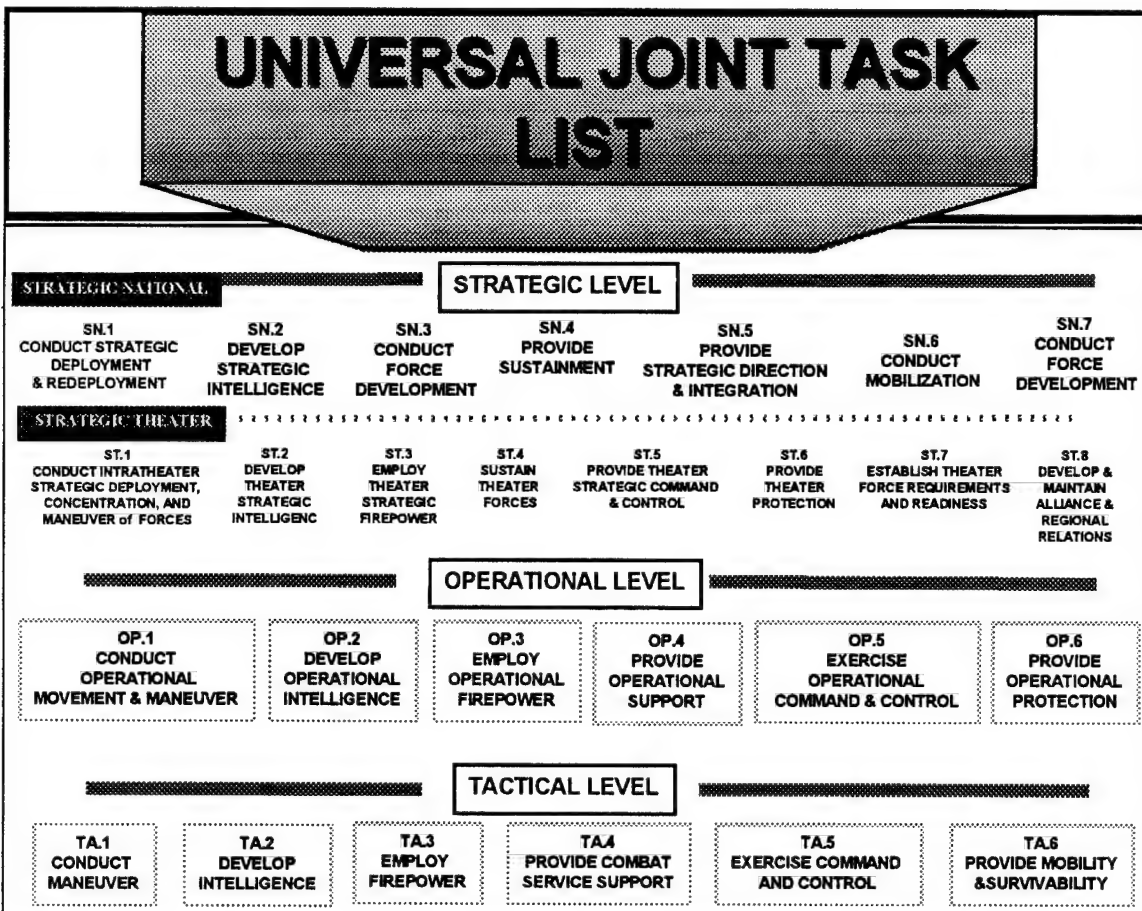 UNIVERSAL JOINT TASK
LIST
STRATEGIC LEVEL
STRATEGIC NATIONAL
SN.1
CONDUCT STRATEGIC
DEPLOYMENT
& REDEPLOYMENT
SN.2
DEVELOP
STRATEGIC
INTELLIGENCE
SN.3
CONDUCT
FORCE
DEVELOPMENT
SN.4
PROVIDE
SUSTAINMENT
SN.5
PROVIDE
STRATEGIC DIRECTION
& INTEGRATION
SN.6
CONDUCT
MOBILIZATION
SN.7
CONDUCT
FORCE
DEVELOPMENT
STRATEGIC THEATER
ST.1
CONDUCT INTRATHEATER
STRATEGIC DEPLOYMENT,
CONCENTRATION, AND
MANEUVER of FORCES
ST.2
DEVELOP
THEATER
STRATEGIC
INTELLIGENC
ST.3
EMPLOY
THEATER
STRATEGIC
FIREPOWER
ST.4
SUSTAIN
THEATER
FORCES
ST.5
PROVIDE THEATER
STRATEGIC COMMAND
& CONTROL
ST.6
PROVIDE
THEATER
PROTECTION
ST.7
ESTABLISH THEATER
FORCE REQUIREMENTS
AND READINESS
ST.8
DEVELOP &
MAINTAIN
ALLIANCE &
REGIONAL
RELATIONS
OPERATIONAL LEVEL
OP.1
CONDUCT
OPERATIONAL
MOVEMENT & MANEUVER
OP.2
DEVELOP
OPERATIONAL
INTELLIGENCE
OP.3
EMPLOY
OPERATIONAL
FIREPOWER
OP.4
PROVIDE
OPERATIONAL
SUPPORT
OP.5
EXERCISE
OPERATIONAL
COMMAND & CONTROL
OP.6
PROVIDE
OPERATIONAL
PROTECTION
TACTICAL LEVEL
TA.1
CONDUCT
MANEUVER
TA.2
DEVELOP
INTELLIGENCE
TA.3
EMPLOY
FIREPOWER
TA.4
PROVIDE COMBAT
SERVICE SUPPORT
TA.5
EXERCISE COMMAND
AND CONTROL
TA.6
PROVIDE MOBILITY
&SURVIVABILITY